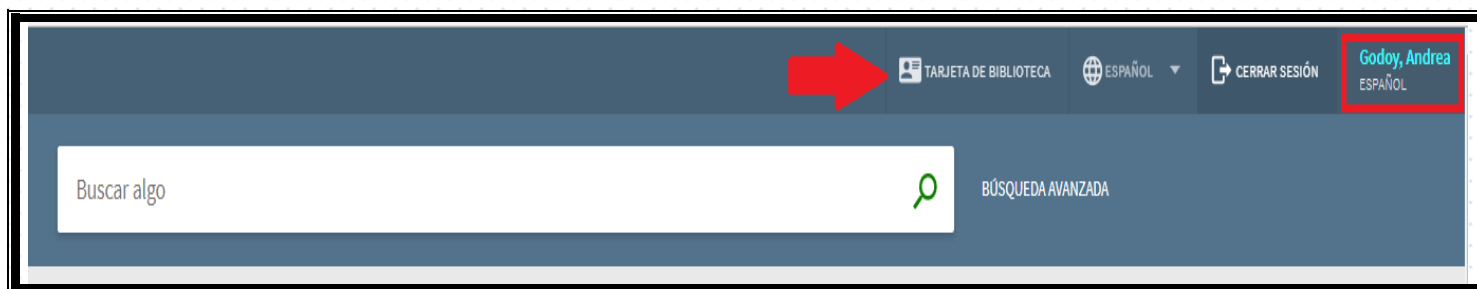 TARJETA DE BIBLIOTECA
ESPAÑOL
CERRAR SESIÓN
Godoy, Andrea
ESPAÑOL
Buscar algo
BÚSQUEDA AVANZADA